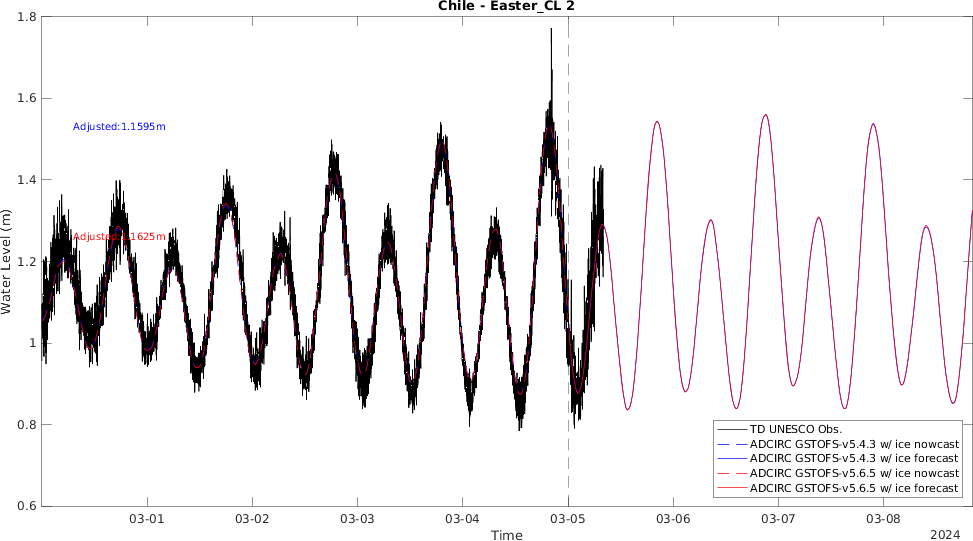 Chile - Easter_CL 2
1.8
1.6
1.4
1.2
1
0.8
0.6
Water Level (m)
Adjusted:1.1595m
Adjusted:1.1625m
TD UNESCO Obs.
ADCIRC GSTOFS-v5.4.3 w/ ice nowcast
ADCIRC GSTOFS-v5.4.3 w/ ice forecast
ADCIRC GSTOFS-v5.6.5 w/ ice nowcast
ADCIRC GSTOFS-v5.6.5 w/ ice forecast
03-01
03-02
03-03
03-04
03-05
03-06
03-07
03-08
Time
2024